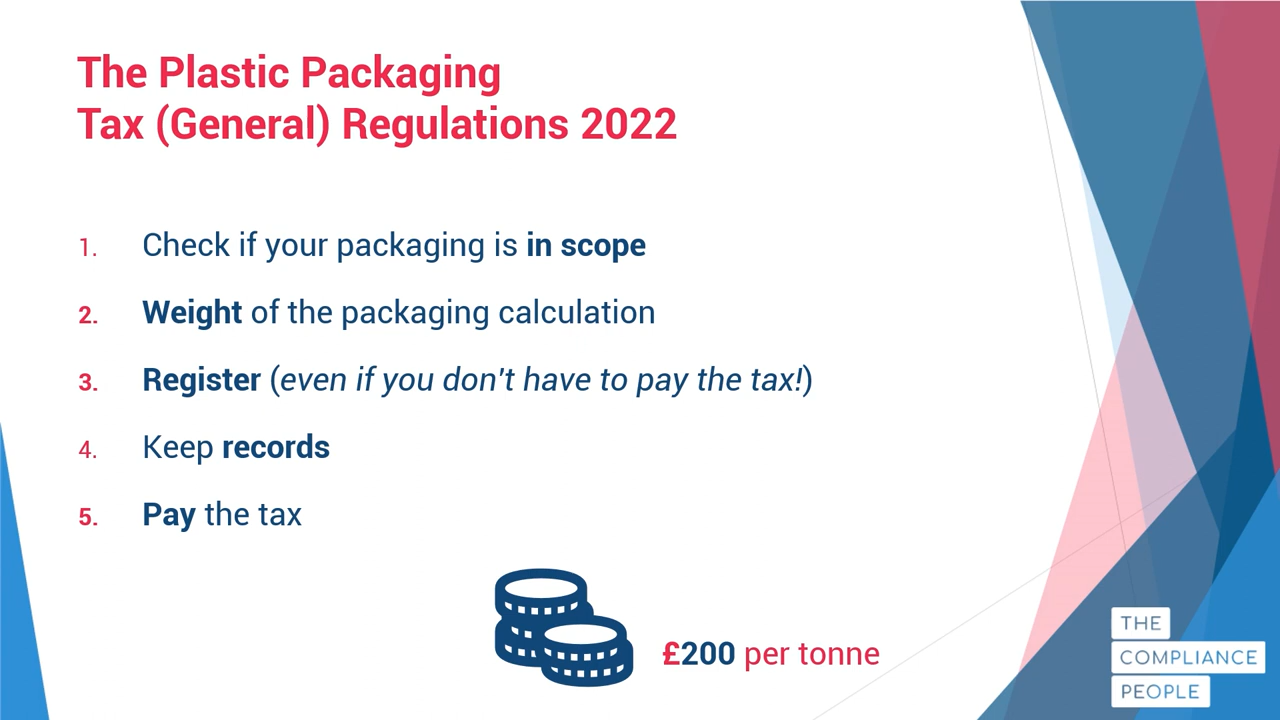 The Plastic Packaging
Tax (General) Regulations 2022
1. Check if your packaging is in scope
2. Weight of the packaging calculation
3. Register (even if you don't have to pay the tax!)
4. Keep records
5. Pay the tax
£200 per tonne
THE
COMPLIANCE
PEOPLE